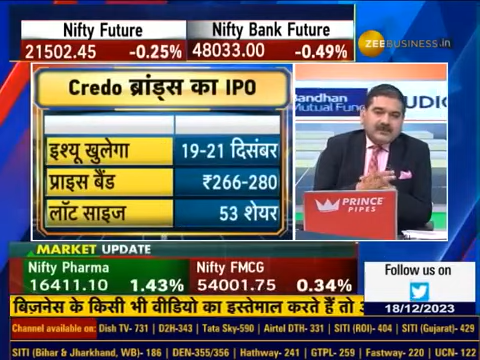 Nifty Future
21502.45 -0.25%
Nifty Bank Future
48033.00 -0.49%
ZEEBUSINESS.in
Credo ब्रांड्स का IPO
इश्यू खुलेगा 19-21 दिसंबर
प्राइस बैंड ₹266-280
लॉट साइज 53 शेयर
Bandhan
Mutual Fund
UDIO
PRINCE
PIPES
MARKET UPDATE
Nifty Pharma
16411.10 1.43%
Nifty FMCG
54001.75 0.34%
Follow us on
18/12/2023
बिज़नेस के किसी भी वीडियो का इस्तेमाल करते हैं तो
Channel available on: Dish TV- 731 | D2H-343 | Tata Sky-590 | Airtel DTH- 331 | SITI (ROI) - 404 | SITI (Gujarat)- 429
SITI (Bihar & Jharkhand, WB)- 186 | DEN-355/356 | Hathway-241 | GTPL-259 | Fastway-220 | UCN-122